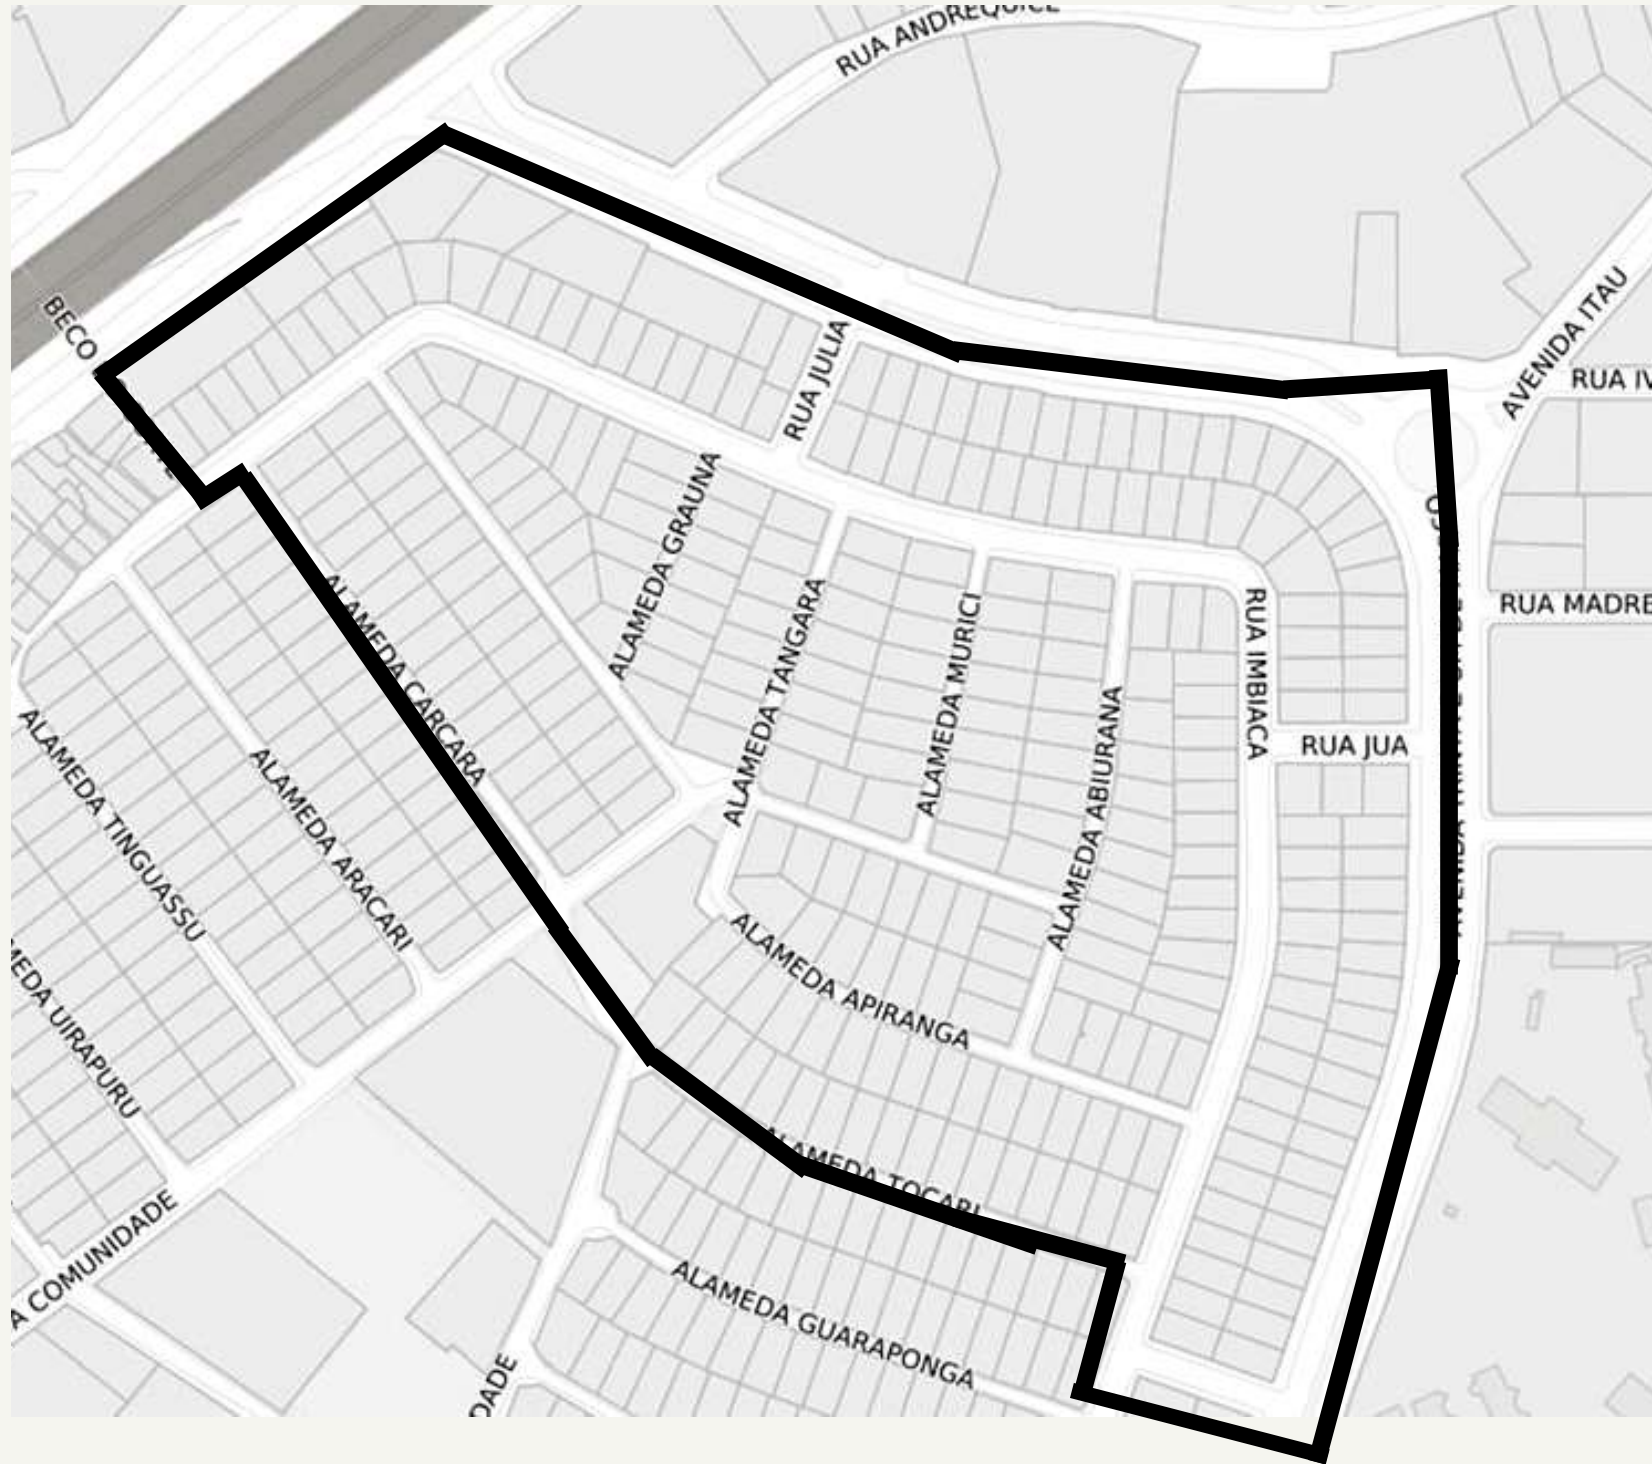 RUA ANDREQUICE
BECO
AVENIDA ITAU
RUA JULIA
RUA IV
ALAMEDA GRAUNA
ALAMEDA CARCARA
ALAMEDA TANGARA
ALAMEDA MURICI
RUA IMBIACA
RUA MADRE
ALAMEDA ABIURANA
RUA JUA
ALAMEDA TINGUASSU
ALAMEDA ARACARI
ALAMEDA APIRANGA
MEDA UIRAPURU
ALAMEDA TOCARI
A COMUNIDADE
ALAMEDA GUARAPONGA
DADE